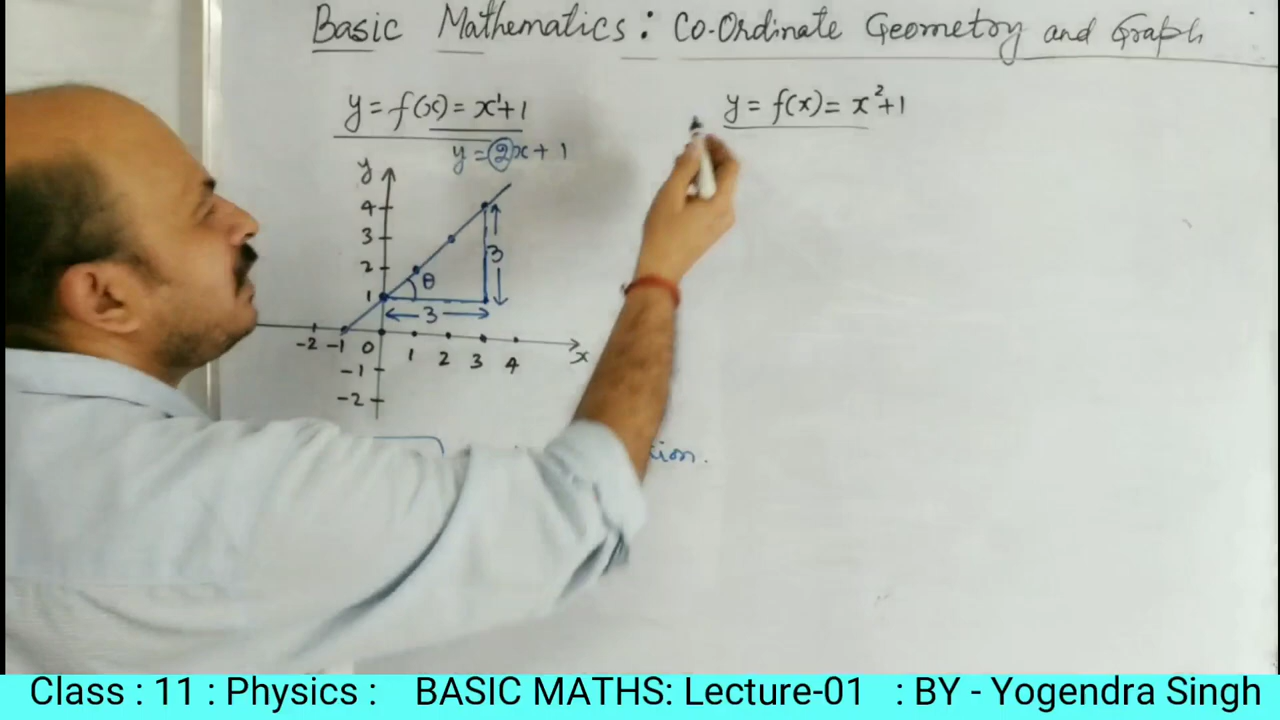 Basic Mathematics : Co-Ordinate Geometry and Graph
y = f(x) = x¹+1
y = 2x + 1
y
4
3
2
1
θ
3
3
-2 -1 0 1 2 3 4 x
-1
-2
y = f(x) = x²+1
Class : 11 : Physics : BASIC MATHS: Lecture-01 : BY - Yogendra Singh